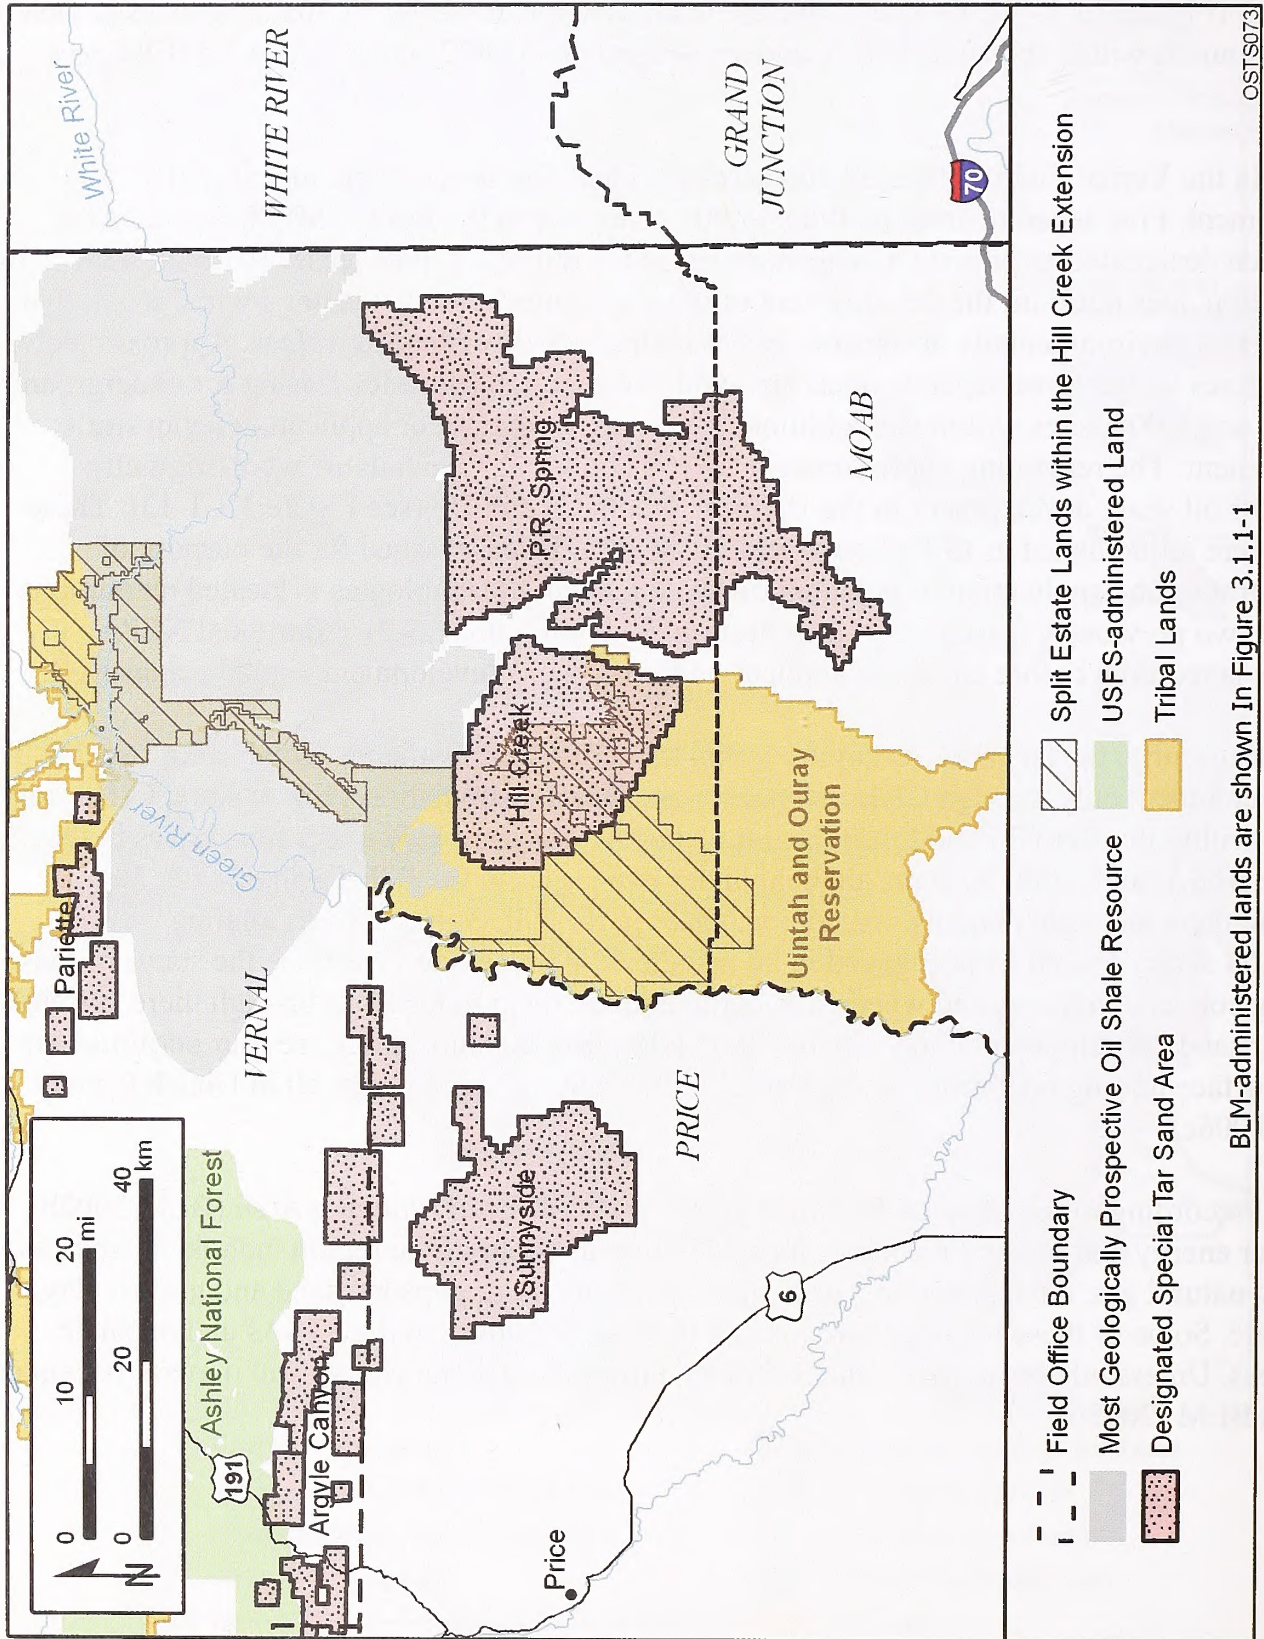 0 10 20 mi
0 20 40 km
N
Ashley National Forest
191
Argyle Canyon
Pariette
VERNAL
Green River
White River
WHITE RIVER
Sunnyside
Hill Creek
P.R. Spring
PRICE
Uintah and Ouray
Reservation
MOAB
GRAND
JUNCTION
Price
6
70
Field Office Boundary
Most Geologically Prospective Oil Shale Resource
Designated Special Tar Sand Area
Split Estate Lands within the Hill Creek Extension
USFS-administered Land
Tribal Lands
BLM-administered lands are shown In Figure 3.1.1-1
OSTS073